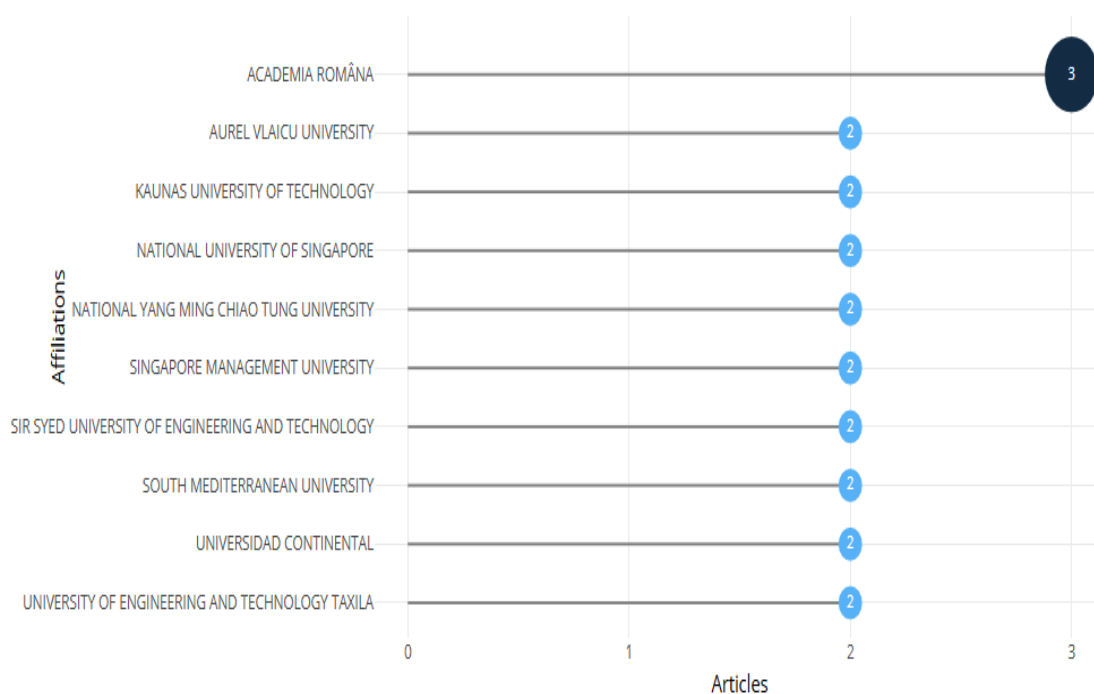 ACADEMIA ROMÂNA
3
AUREL VLAICU UNIVERSITY
2
KAUNAS UNIVERSITY OF TECHNOLOGY
2
NATIONAL UNIVERSITY OF SINGAPORE
2
NATIONAL YANG MING CHIAO TUNG UNIVERSITY
2
SINGAPORE MANAGEMENT UNIVERSITY
2
SIR SYED UNIVERSITY OF ENGINEERING AND TECHNOLOGY
2
SOUTH MEDITERRANEAN UNIVERSITY
2
UNIVERSIDAD CONTINENTAL
2
UNIVERSITY OF ENGINEERING AND TECHNOLOGY TAXILA
2
Affiliations
0 1 2 3
Articles